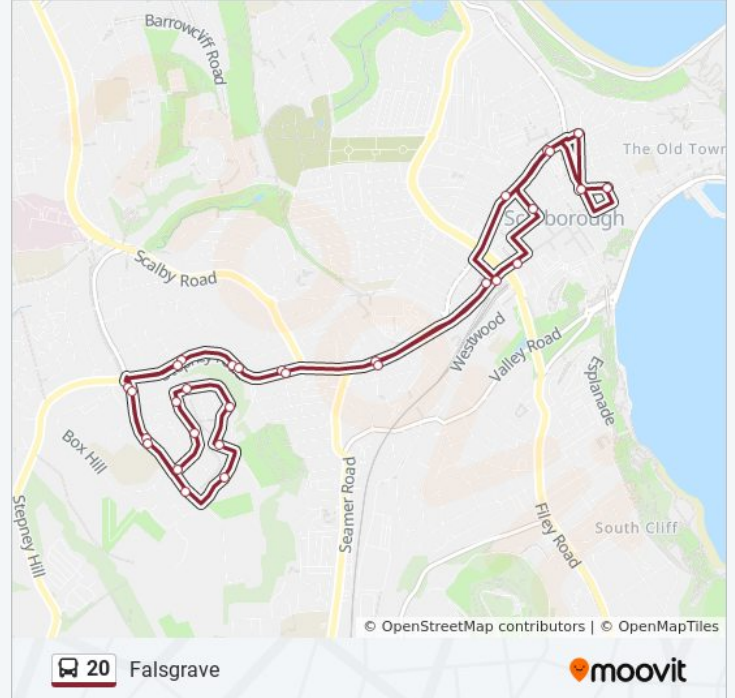 Barrowcliff Road
The Old Town
Scarborough
Scalby Road
Westwood
Valley Road
Esplanade
Box Hill
Stepney Hill
Seamer Road
Filey Road
South Cliff
© OpenStreetMap contributors | © OpenMapTiles
20 Falsgrave
moovit